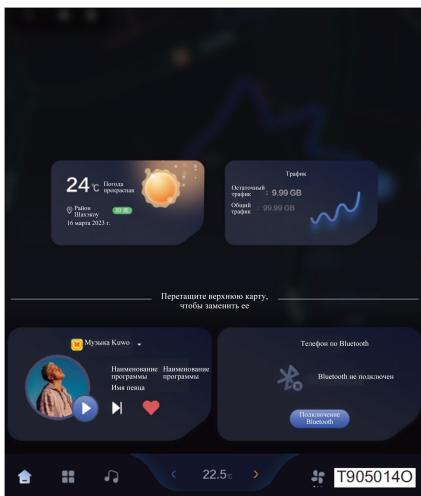 24°C Погода
прекрасная
Район
Шахэкоу
16 марта 2023 г.
Трафик
Остаточный
трафик : 9.99 GB
Общий
трафик : 99.99 GB
Перетащите верхнюю карту,
чтобы заменить ее
Музыка Kuwo
Наименование
программы
Наименование
программы
Имя певца
Телефон по Bluetooth
Bluetooth не подключен
Подключение
Bluetooth
22.5°C
T905014O